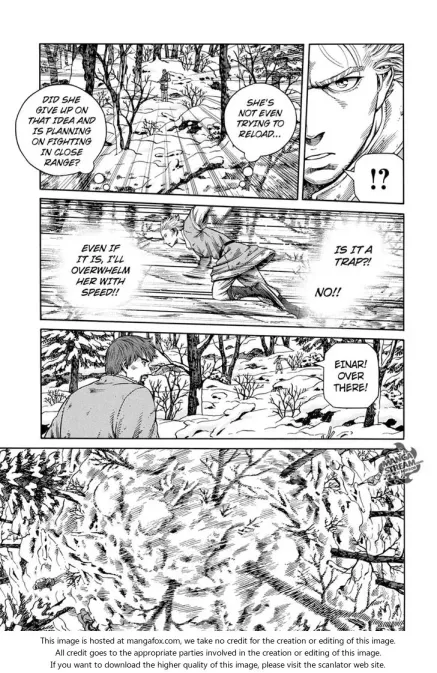 !?
SHE'S
NOT EVEN
TRYING TO
RELOAD...
DID SHE
GIVE UP ON
THAT IDEA AND
IS PLANNING
ON FIGHTING
IN CLOSE
RANGE?
IS IT A
TRAP?!
NO!!
EVEN IF
IT IS, I'LL
OVERWHELM
HER WITH
SPEED!!
EINAR!
OVER
THERE!
MANGA
STREAM
This image is hosted at mangafox.com, we take no credit for the creation or editing of this image.
All credit goes to the appropriate parties involved in the creation or editing of this image.
If you want to download the higher quality of this image, please visit the scanlator web site.